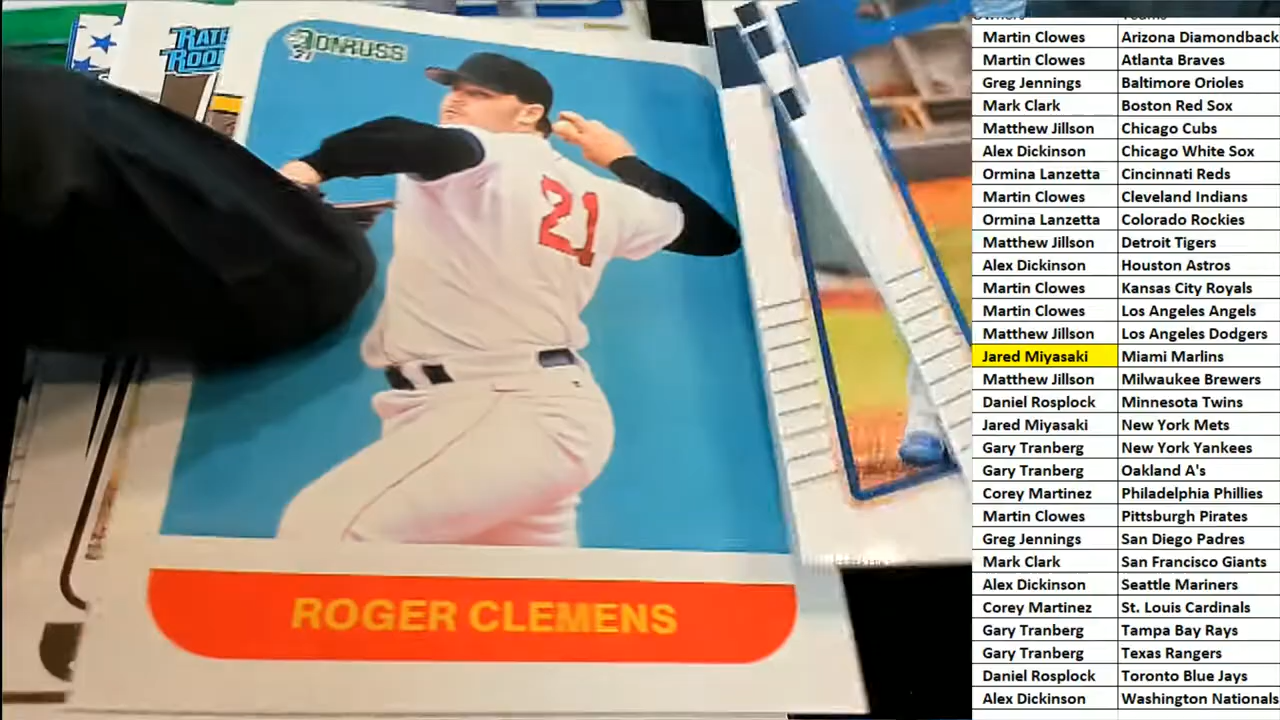 RATE
ROOK
DONRUSS
21
ROGER CLEMENS
Owners Teams
Martin Clowes Arizona Diamondback
Martin Clowes Atlanta Braves
Greg Jennings Baltimore Orioles
Mark Clark Boston Red Sox
Matthew Jillson Chicago Cubs
Alex Dickinson Chicago White Sox
Ormina Lanzetta Cincinnati Reds
Martin Clowes Cleveland Indians
Ormina Lanzetta Colorado Rockies
Matthew Jillson Detroit Tigers
Alex Dickinson Houston Astros
Martin Clowes Kansas City Royals
Martin Clowes Los Angeles Angels
Matthew Jillson Los Angeles Dodgers
Jared Miyasaki Miami Marlins
Matthew Jillson Milwaukee Brewers
Daniel Rosplock Minnesota Twins
Jared Miyasaki New York Mets
Gary Tranberg New York Yankees
Gary Tranberg Oakland A's
Corey Martinez Philadelphia Phillies
Martin Clowes Pittsburgh Pirates
Greg Jennings San Diego Padres
Mark Clark San Francisco Giants
Alex Dickinson Seattle Mariners
Corey Martinez St. Louis Cardinals
Gary Tranberg Tampa Bay Rays
Gary Tranberg Texas Rangers
Daniel Rosplock Toronto Blue Jays
Alex Dickinson Washington Nationals